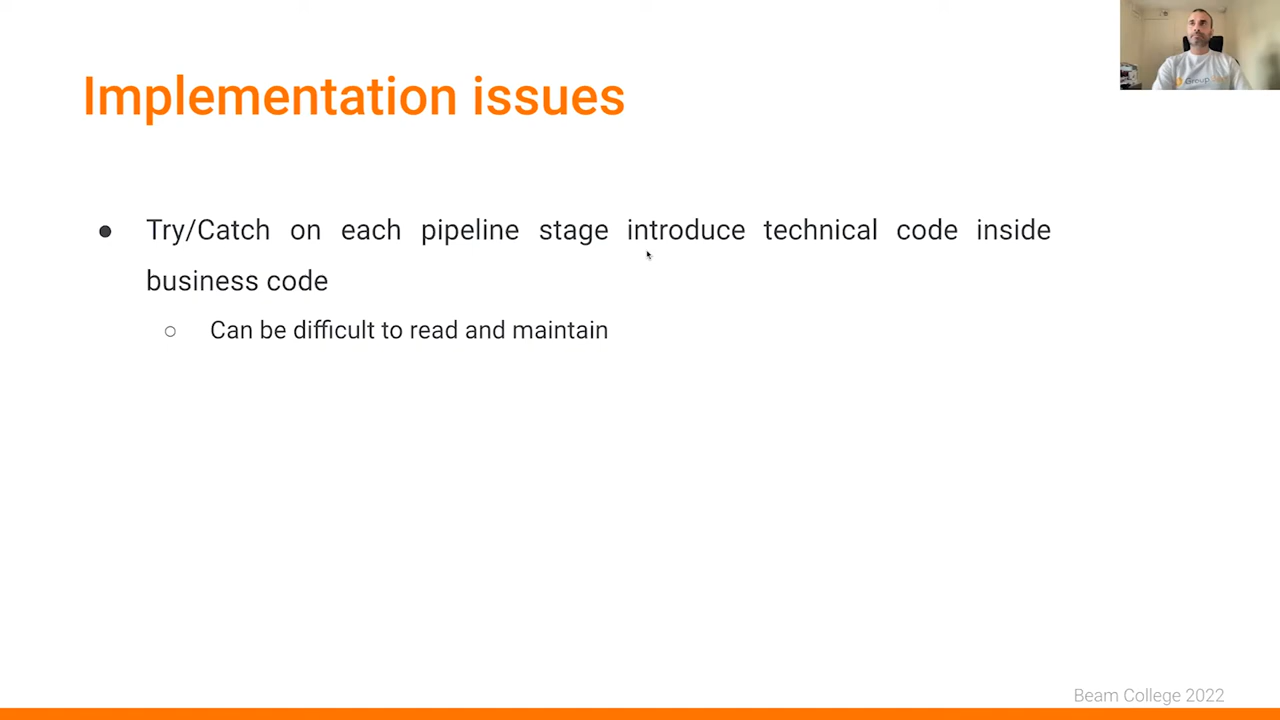 Implementation issues
● Try/Catch on each pipeline stage introduce technical code inside
business code
○ Can be difficult to read and maintain
Group
Beam College 2022